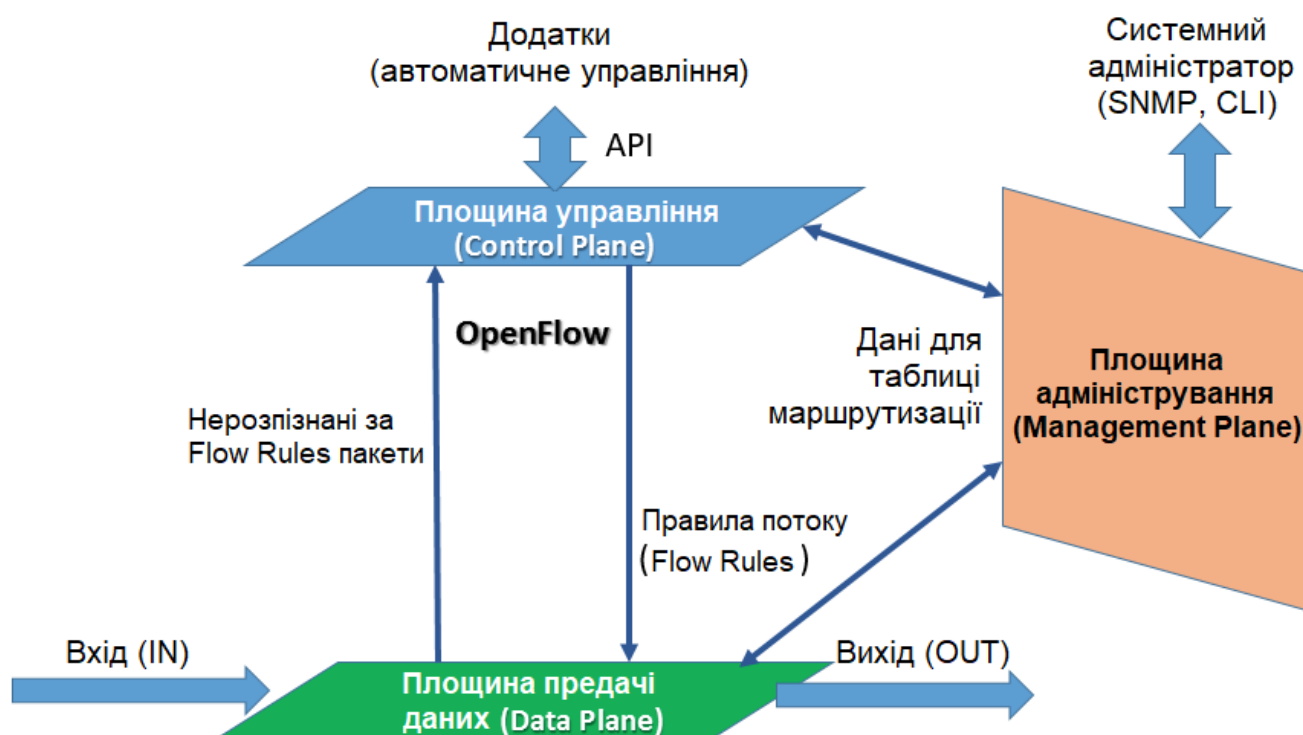 Додатки
(автоматичне управління)
Системний
адміністратор
(SNMP, CLI)
API
Площина управління
(Control Plane)
OpenFlow
Дані для
таблиці
маршрутизації
Площина
адміністрування
(Management Plane)
Нерозпізнані за
Flow Rules пакети
Правила потоку
(Flow Rules )
Вхід (IN)
Вихід (OUT)
Площина предачі
даних (Data Plane)